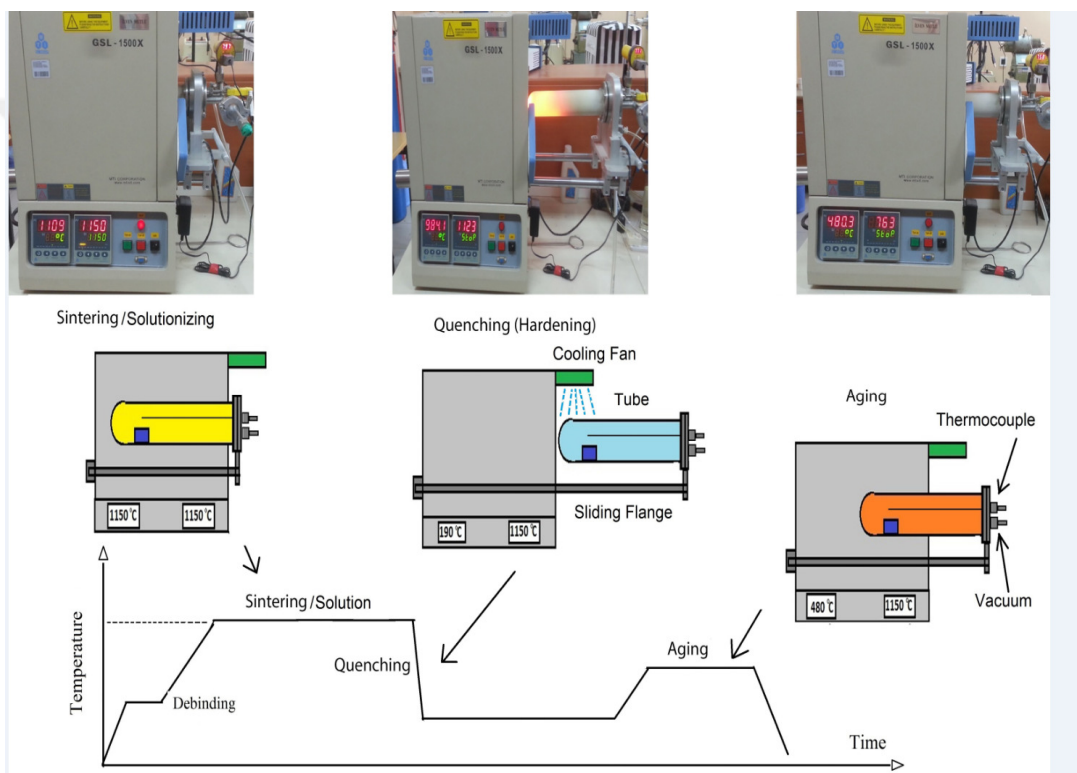 GSL-1500X
1109
°C
1150
1150
GSL-1500X
984.1
°C
1123
StoP
GSL-1500X
480.3
°C
763
StoP
Sintering/Solutionizing
1150°C
1150°C
Quenching (Hardening)
Cooling Fan
Tube
Sliding Flange
190°C
1150°C
Aging
Thermocouple
Vacuum
480°C
1150°C
Temperature
Debinding
Sintering/Solution
Quenching
Aging
Time